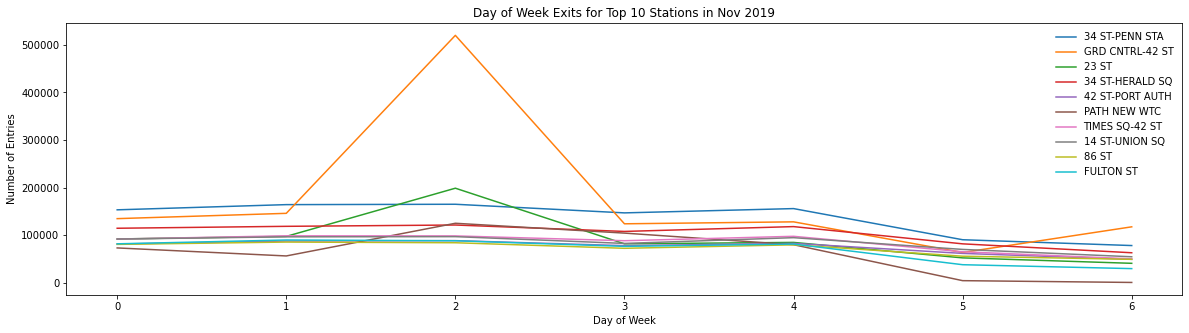 Day of Week Exits for Top 10 Stations in Nov 2019
Number of Entries
500000
400000
300000
200000
100000
0
34 ST-PENN STA
GRD CNTRL-42 ST
23 ST
34 ST-HERALD SQ
42 ST-PORT AUTH
PATH NEW WTC
TIMES SQ-42 ST
14 ST-UNION SQ
86 ST
FULTON ST
0 1 2 3 4 5 6
Day of Week